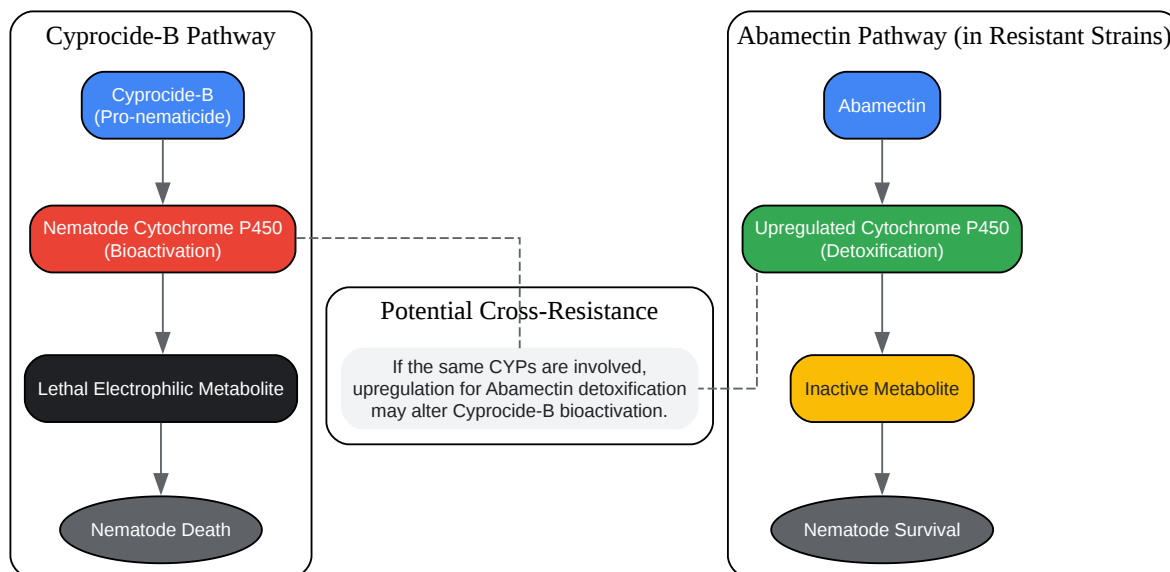 Cyprocide-B Pathway
Cyprocide-B
(Pro-nematicide)
Nematode Cytochrome P450
(Bioactivation)
Lethal Electrophilic Metabolite
Nematode Death
Potential Cross-Resistance
If the same CYPs are involved,
upregulation for Abamectin detoxification
may alter Cyprocide-B bioactivation.
Abamectin Pathway (in Resistant Strains)
Abamectin
Upregulated Cytochrome P450
(Detoxification)
Inactive Metabolite
Nematode Survival